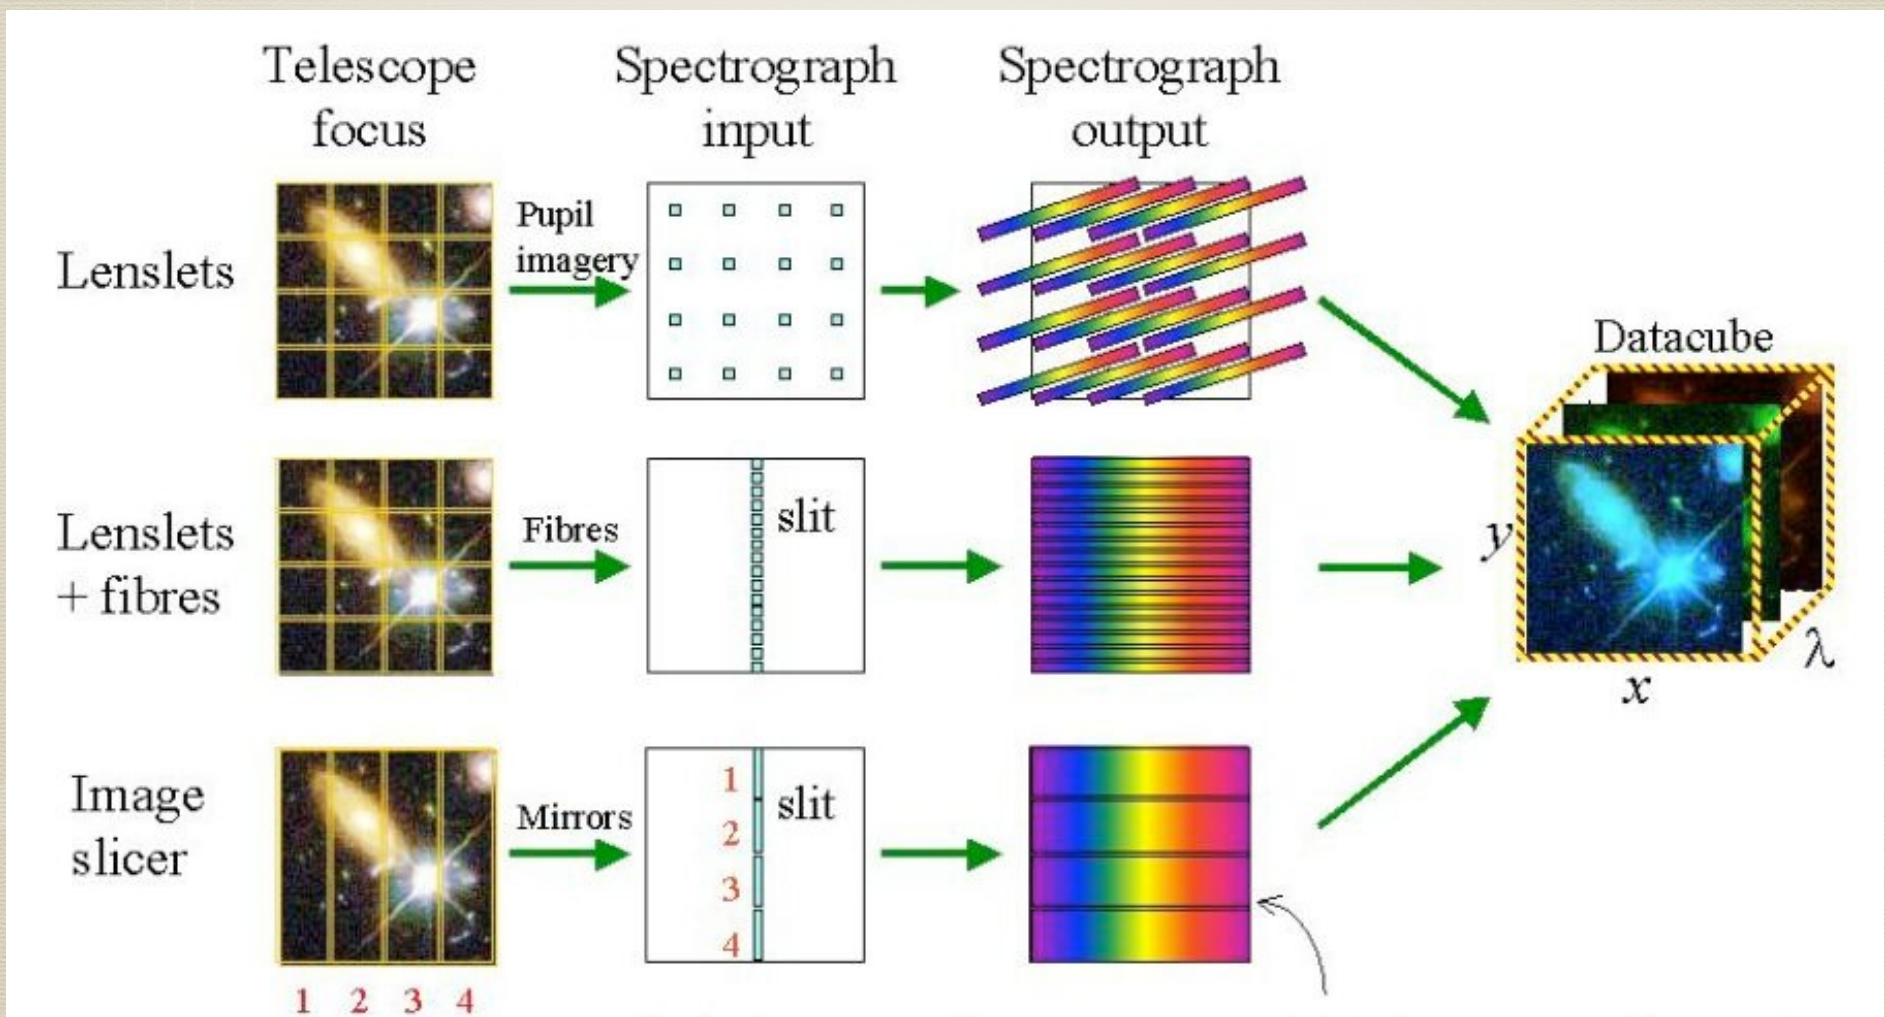 Telescope
focus
Spectrograph
input
Spectrograph
output
Lenslets
Pupil
imagery
Datacube
y
x
λ
Lenslets
+ fibres
Fibres
slit
Image
slicer
Mirrors
1
2
3
4
slit
1 2 3 4